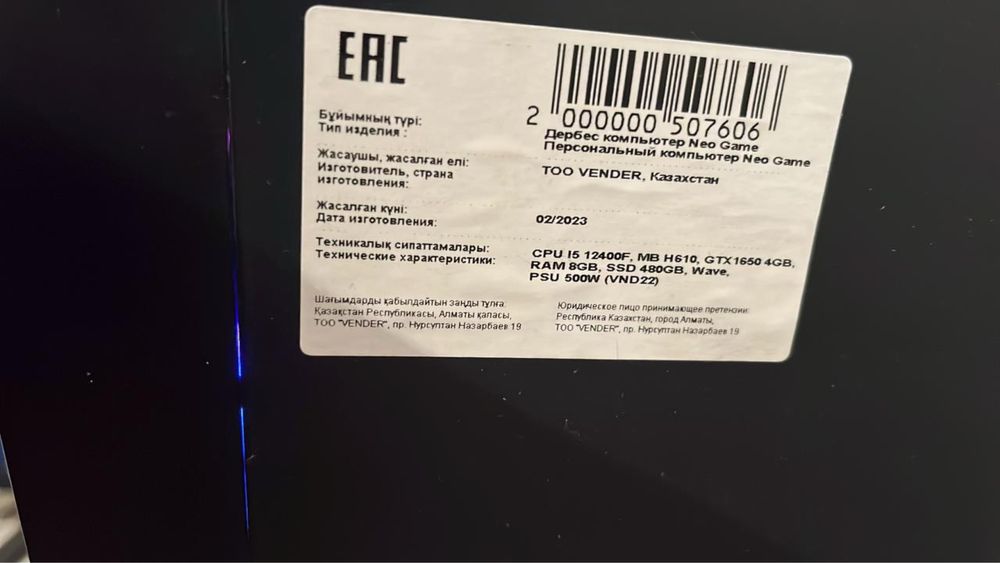 EAC
2 000000 507606
Бұйымның түрі:
Тип изделия :
Дербес компьютер Neo Game
Персональный компьютер Neo Game
Жасаушы, жасалған елі:
Изготовитель, страна
изготовления:
ТОО VENDER, Казахстан
Жасалған күні:
Дата изготовления:
02/2023
Техникалық сипаттамалары:
Технические характеристики:
CPU I5 12400F, MB H610, GTX1650 4GB,
RAM 8GB, SSD 480GB, Wave,
PSU 500W (VND22)
Шағымдарды қабылдайтын заңды тұлға:
Қазақстан Республикасы, Алматы қаласы,
ТОО "VENDER", пр. Нурсултан Назарбаев 19
Юридическое лицо принимающее претензии:
Республика Казахстан, город Алматы,
ТОО "VENDER", пр. Нурсултан Назарбаев 19